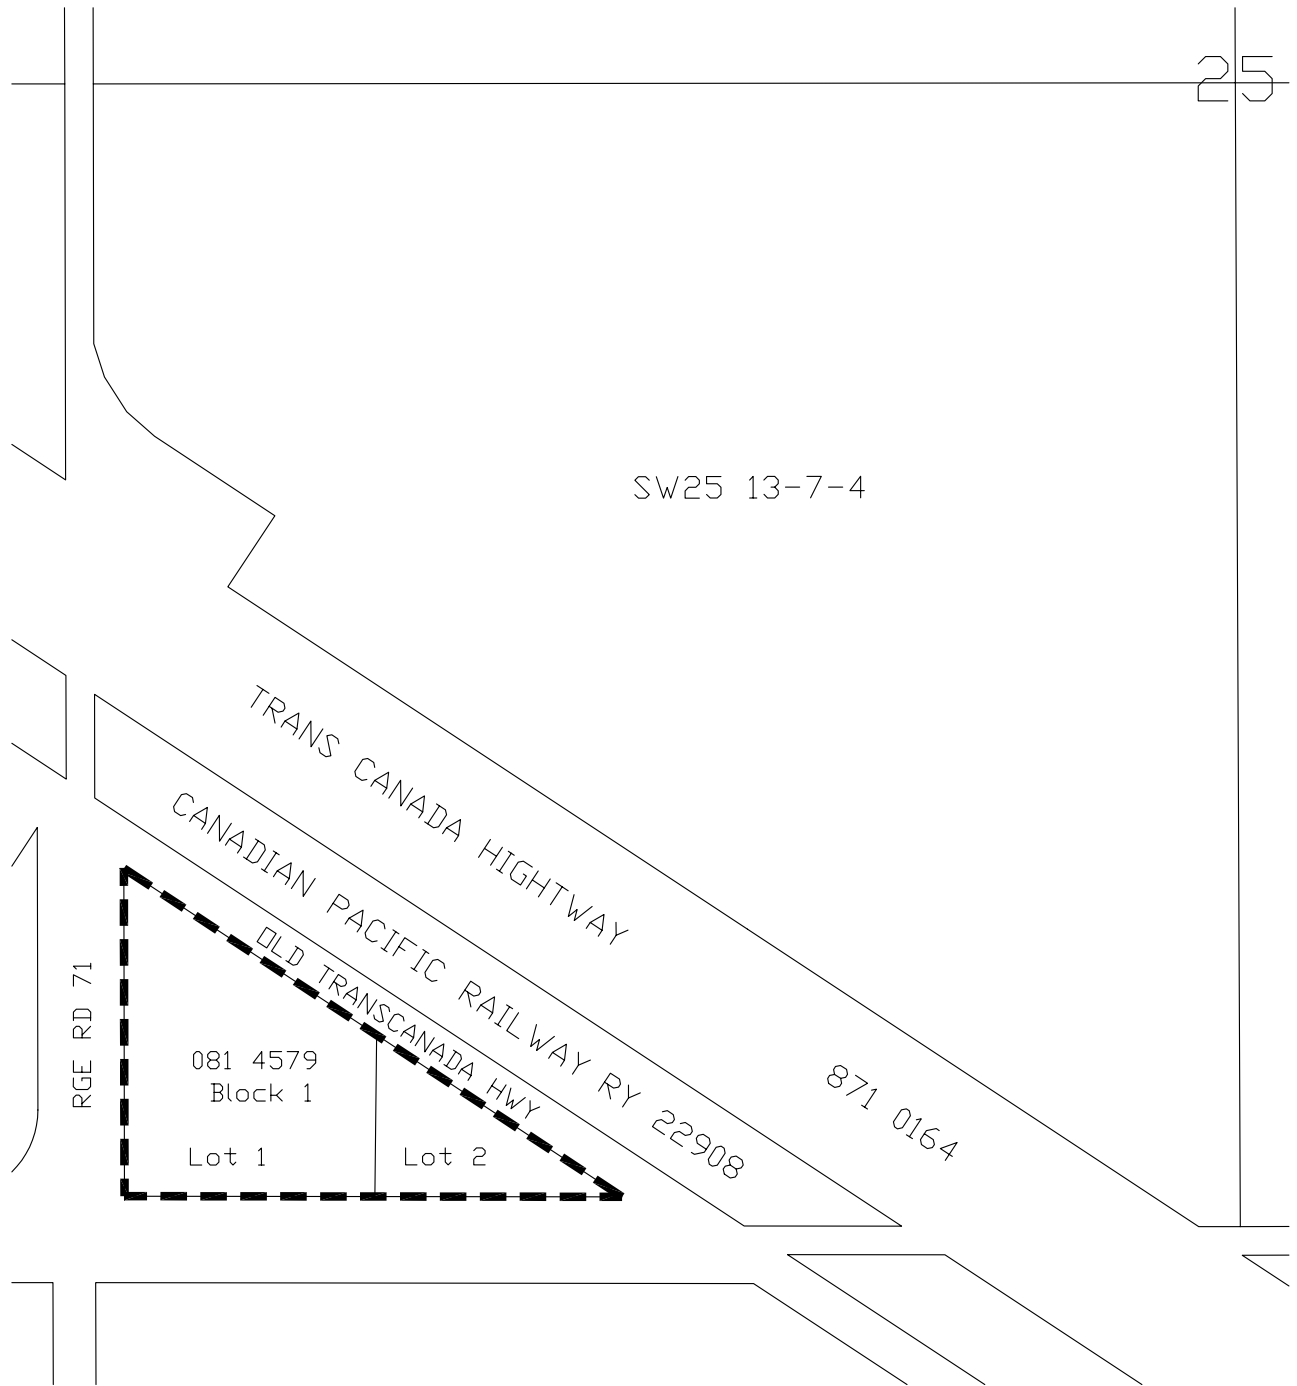 25
SW25 13-7-4
TRANS CANADA HIGHTWAY
CANADIAN PACIFIC RAILWAY RY 22908
OLD TRANSCANADA HWY
871 0164
RGE RD 71
081 4579
Block 1
Lot 1
Lot 2